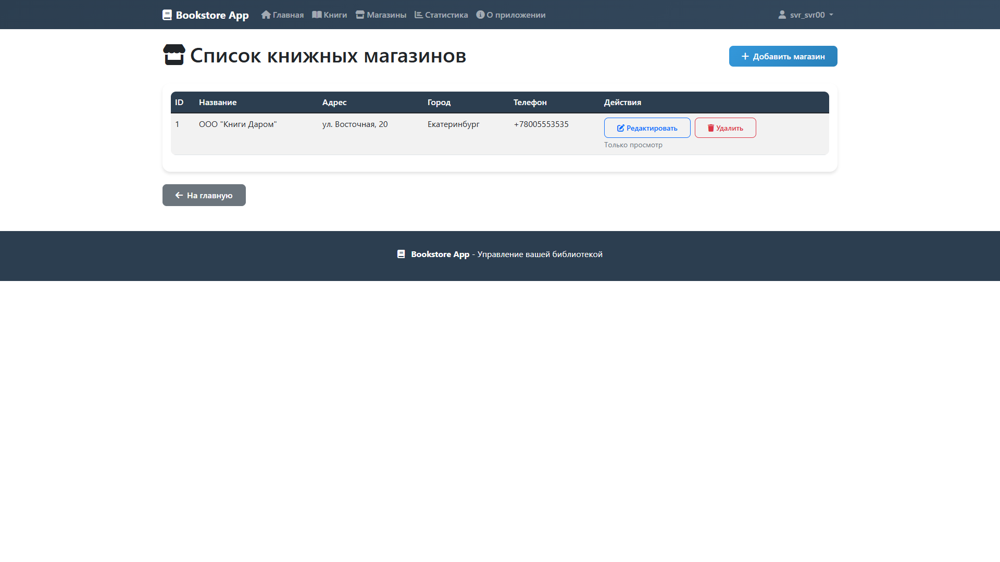 Bookstore App Главная Книги Магазины Статистика О приложении svr_svr00
Список книжных магазинов
Добавить магазин
ID Название Адрес Город Телефон Действия
1 ООО "Книги Даром" ул. Восточная, 20 Екатеринбург +78005553535 Редактировать Удалить
Только просмотр
На главную
Bookstore App - Управление вашей библиотекой